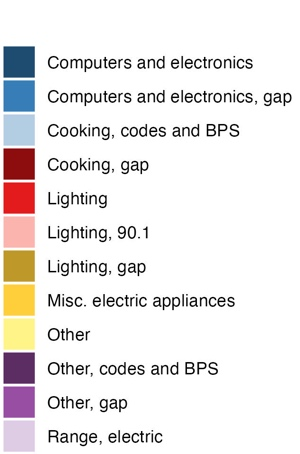 Computers and electronics
Computers and electronics, gap
Cooking, codes and BPS
Cooking, gap
Lighting
Lighting, 90.1
Lighting, gap
Misc. electric appliances
Other
Other, codes and BPS
Other, gap
Range, electric